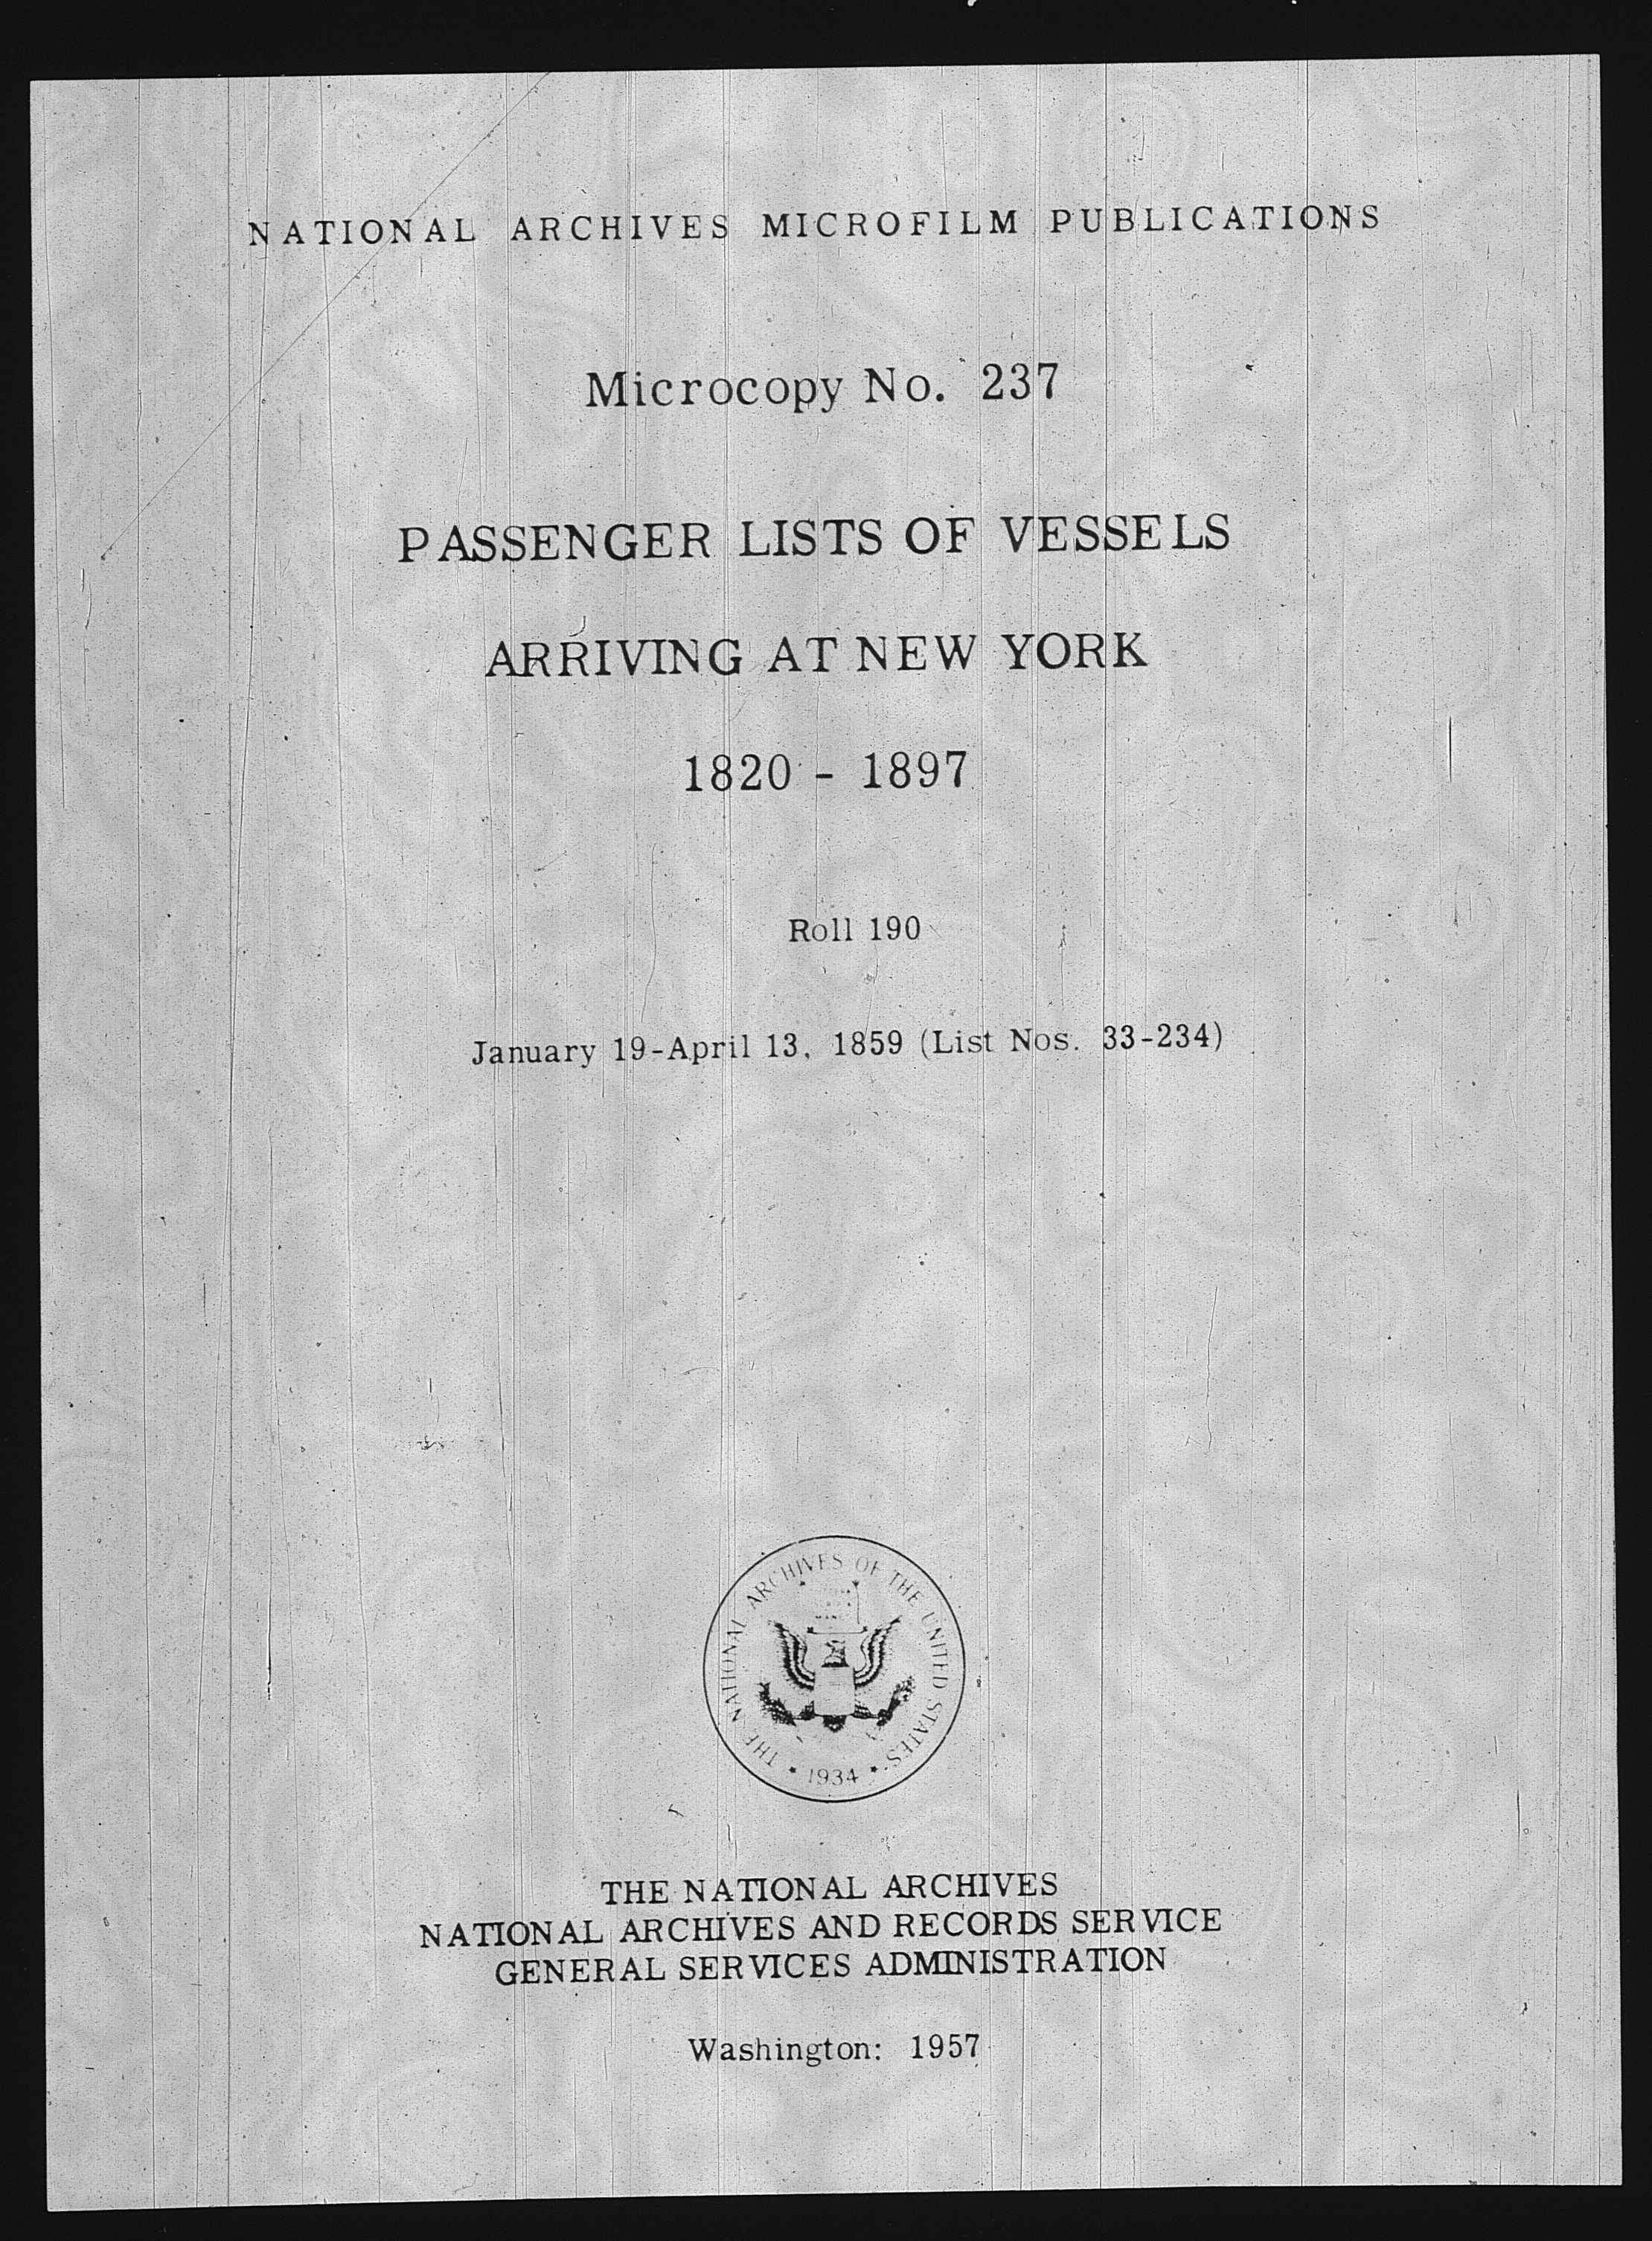 NATIONAL ARCHIVES MICROFILM PUBLICATIONS
Microcopy No. 237
PASSENGER LISTS OF VESSELS
ARRIVING AT NEW YORK
1820 - 1897
Roll 190
January 19-April 13, 1859 (List Nos. 33-234)
THE NATIONAL ARCHIVES OF THE UNITED STATES
1934
THE NATIONAL ARCHIVES
NATIONAL ARCHIVES AND RECORDS SERVICE
GENERAL SERVICES ADMINISTRATION
Washington: 1957